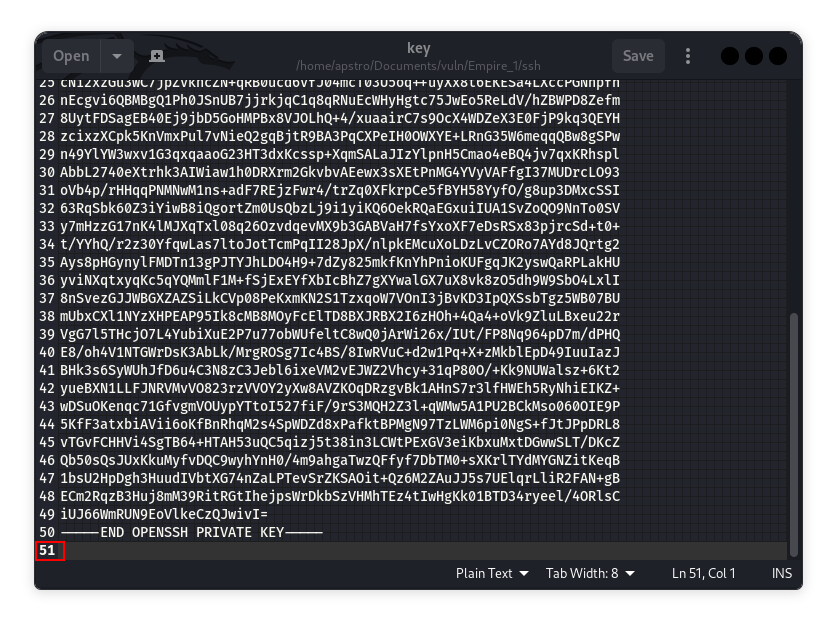 Open
key
/home/apstro/Documents/vuln/Empire_1/ssh
Save
26 nEcgvi6QBMBgQ1Ph0JSnUB7jjrkjqC1q8qRNuEcWHyHgtc75JwEo5ReLdV/hZBWPD8Zefm
27 8UytFDSagEB40Ej9jbD5GoHMPBx8VJOLhQ+4/xuaairC7s9OcX4WDZeX3E0FjP9kq3QEYH
28 zcixzXCpk5KnVmxPul7vNieQ2gqBjtR9BA3PqCXPeIH0OWXYE+LRnG35W6meqqQBw8gSPw
29 n49YlYW3wxv1G3qxqaaoG23HT3dxKcssp+XqmSALaJIzYlpnH5Cmao4eBQ4jv7qxKRhspl
30 AbbL2740eXtrhk3AIWiaw1h0DRXrm2GkvbvAEewx3sXEtPnMG4YVyVAFfgI37MUDrcLO93
31 oVb4p/rHHqqPNMNwM1ns+adF7REjzFwr4/trZq0XFkrpCe5fBYH58YyfO/g8up3DMxcSSI
32 63RqSbk60Z3iYiwB8iQgortZm0UsQbzLj9i1yiKQ6OekRQaEGxuiIUA1SvZoQO9NnTo0SV
33 y7mHzzG17nK4lMJXqTxl08q26OzvdqevMX9b3GABVaH7fsYxoXF7eDsRSx83pjrcSd+t0+
34 t/YYhQ/r2z30YfqwLas7ltoJotTcmPqII28JpX/nlpkEMcuXoLDzLvCZORo7AYd8JQrtg2
35 Ays8pHGynylFMDTn13gPJTYJhLDO4H9+7dZy825mkfKnYhPnioKUFgqJK2yswQaRPLakHU
36 yviNXqtxyqKc5qYQMmlF1M+fSjExEYfXbIcBhZ7gXYwalGX7uX8vk8zO5dh9W9SbO4LxlI
37 8nSvezGJJWBGXZAZSiLkCVp08PeKxmKN2S1TzxqoW7VOnI3jBvKD3IpQXSsbTgz5WB07BU
38 mUbxCXl1NYzXHPEAP95Ik8cMB8MOyFcElTD8BXJRBX2I6zHOh+4Qa4+oVk9ZluLBxeu22r
39 VgG7l5THcjO7L4YubiXuE2P7u77obWUfeltC8wQ0jArWi26x/IUt/FP8Nq964pD7m/dPHQ
40 E8/oh4V1NTGWrDsK3AbLk/MrgROSg7Ic4BS/8IwRVuC+d2w1Pq+X+zMkblEpD49IuuIazJ
41 BHk3s6SyWUhJfD6u4C3N8zC3Jebl6ixeVM2vEJWZ2Vhcy+31qP80O/+Kk9NUWalsz+6Kt2
42 yueBXN1LLFJNRVMvVO823rzVVOY2yXw8AVZKOqDRzgvBk1AHnS7r3lfHWEh5RyNhiEIKZ+
43 wDSuOKenqc71GfvgmVOUypYTtoI527fiF/9rS3MQH2Z3l+qWMw5A1PU2BCkMso060OIE9P
44 5KfF3atxbiAVii6oKfBnRhqM2s4SpWDZd8xPafktBPMgN97TzLWM6pi0NgS+fJtJPpDRL8
45 vTGvFCHHVi4SgTB64+HTAH53uQC5qizj5t38in3LCWtPExGV3eiKbxuMxtDGwwSLT/DKcZ
46 Qb50sQsJUxKkuMyfvDQC9wyhYnH0/4m9ahgaTwzQFfyf7DbTM0+sXKrlTYdMYGNZitKeqB
47 1bsU2HpDgh3HuudIVbtXG74nZaLPTevSrZKSAOit+Qz6M2ZAuJJ5s7UElqrLliR2FAN+gB
48 ECm2RqzB3Huj8mM39RitRGtIhejpsWrDkbSzVHMhTEz4tIwHgKk01BTD34ryeel/4ORlsC
49 iUJ66WmRUN9EoVlkeCzQJwivI=
50 -----END OPENSSH PRIVATE KEY-----
51
Plain Text Tab Width: 8 Ln 51, Col 1 INS